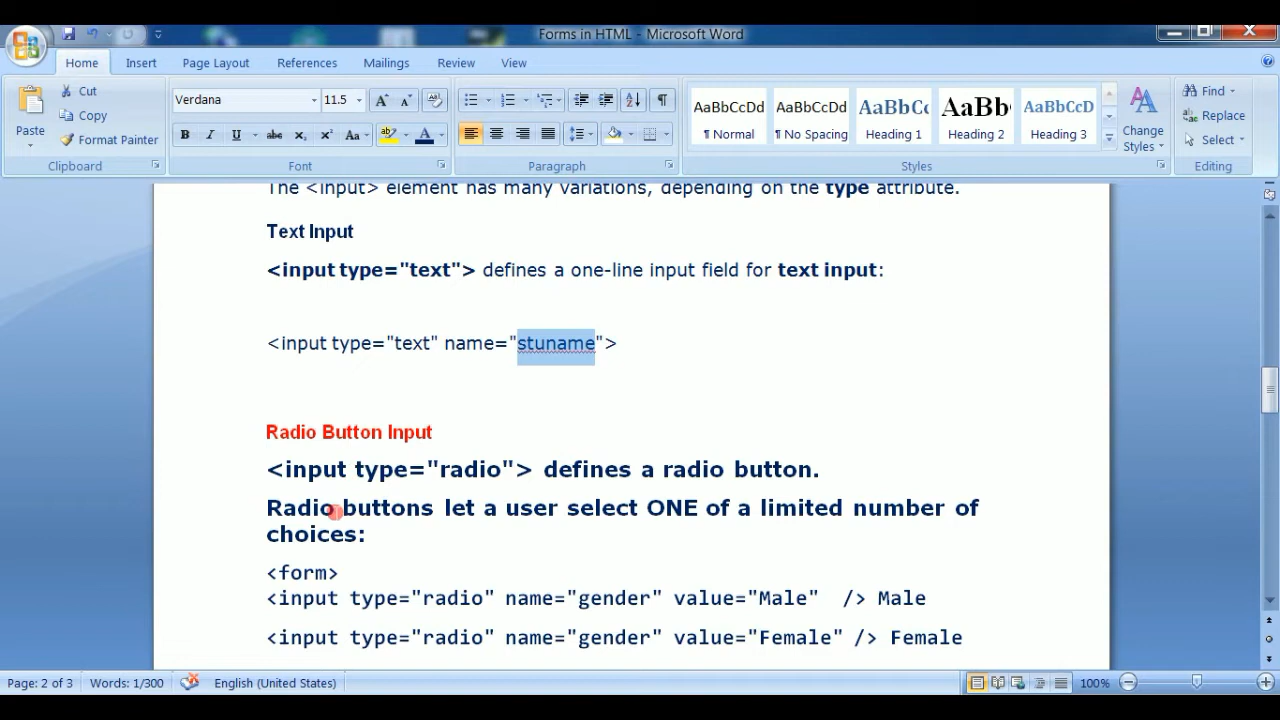 Forms in HTML - Microsoft Word
Home Insert Page Layout References Mailings Review View
Paste
Cut
Copy
Format Painter
Clipboard
Verdana 11.5
Font
Paragraph
AaBbCcDd AaBbCcDd AaBbCc AaBb( AaBbCcD
¶ Normal ¶ No Spacing Heading 1 Heading 2 Heading 3
Change Styles
Styles
Find
Replace
Select
Editing
The <input> element has many variations, depending on the type attribute.
Text Input
<input type="text"> defines a one-line input field for text input:
<input type="text" name="stuname">
Radio Button Input
<input type="radio"> defines a radio button.
Radio buttons let a user select ONE of a limited number of
choices:
<form>
<input type="radio" name="gender" value="Male"  /> Male
<input type="radio" name="gender" value="Female" /> Female
Page: 2 of 3 Words: 1/300 English (United States) 100%